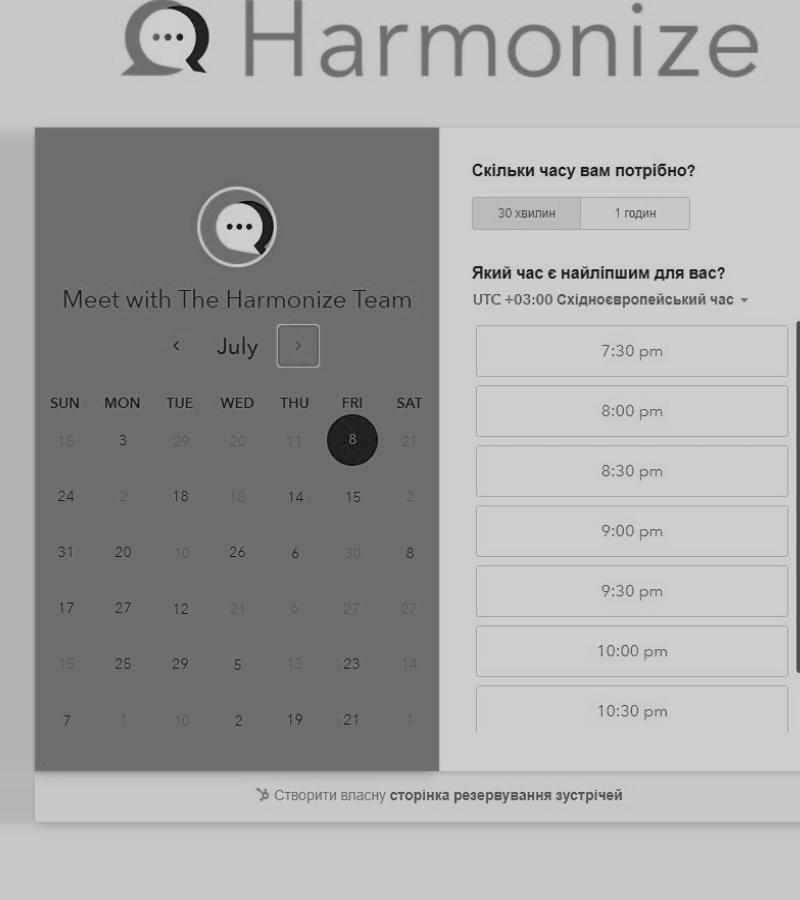 Harmonize
Meet with The Harmonize Team
July
SUN MON TUE WED THU FRI SAT
18 3 29 20 11 8 21
24 2 18 18 14 15 2
31 20 10 26 6 30 8
17 27 12 21 6 27 27
15 25 29 5 13 23 14
7 1 10 2 19 21 1
Скільки часу вам потрібно?
30 хвилин 1 годин
Який час є найліпшим для вас?
UTC +03:00 Східноєвропейський час
7:30 pm
8:00 pm
8:30 pm
9:00 pm
9:30 pm
10:00 pm
10:30 pm
Створити власну сторінка резервування зустрічей